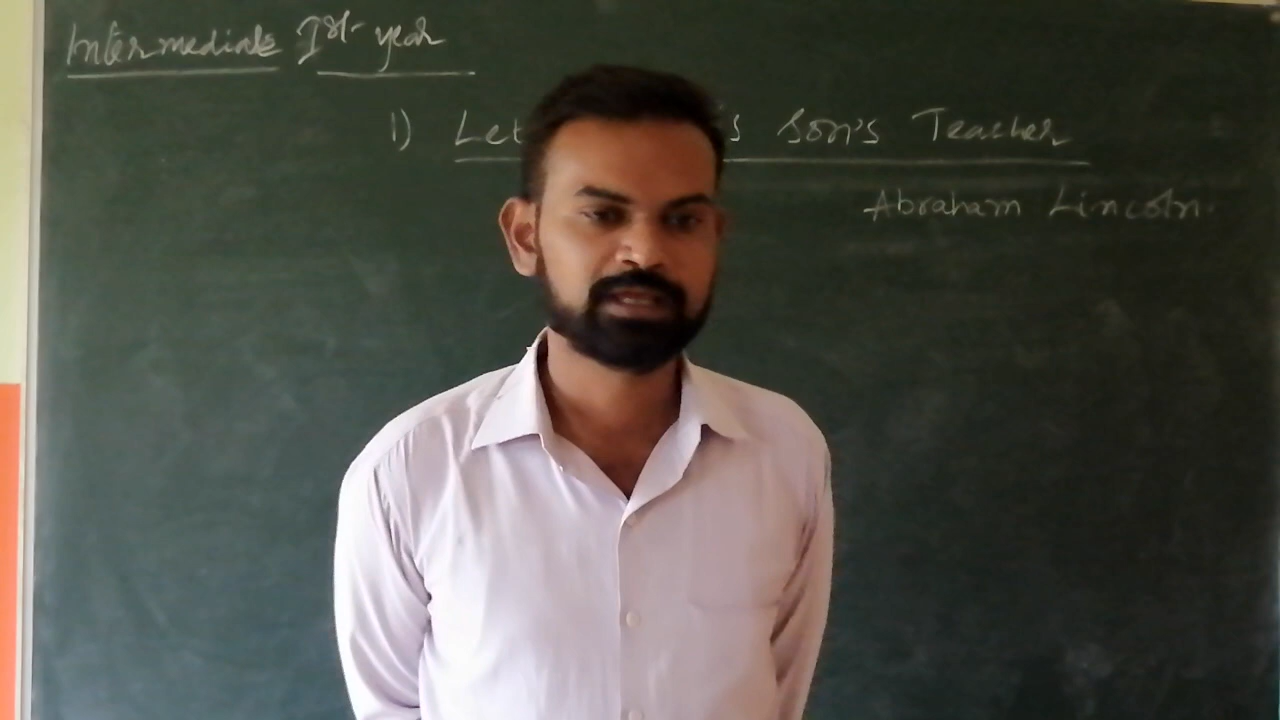 Intermediate Ist year
1) Let s Son's Teacher
Abraham Lincoln.